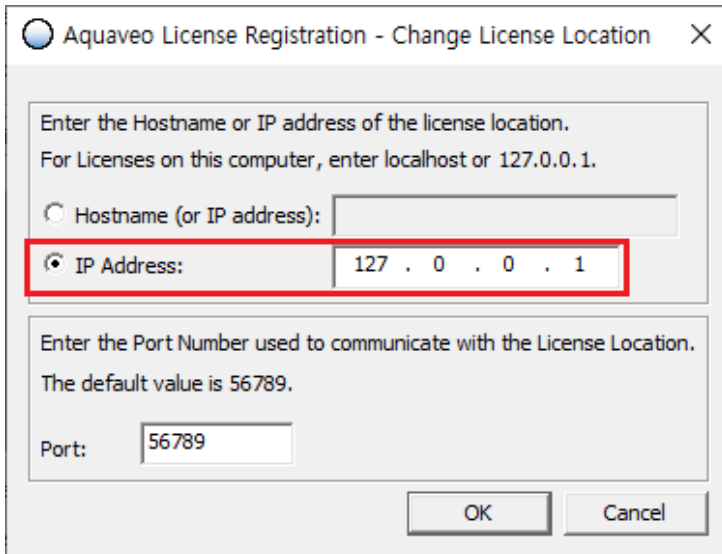 Aquaveo License Registration - Change License Location
Enter the Hostname or IP address of the license location.
For Licenses on this computer, enter localhost or 127.0.0.1.
Hostname (or IP address):
IP Address: 127 . 0 . 0 . 1
Enter the Port Number used to communicate with the License Location.
The default value is 56789.
Port: 56789
OK Cancel